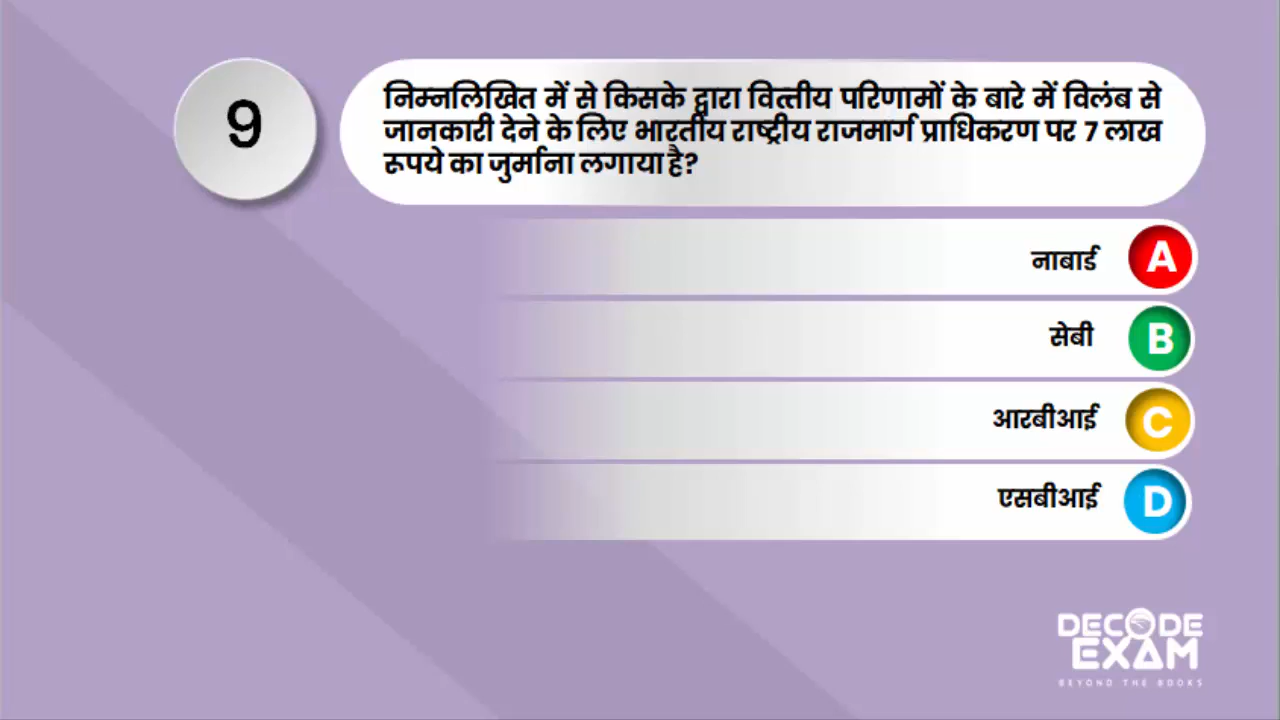 9
निम्नलिखित में से किसके द्वारा वित्तीय परिणामों के बारे में विलंब से
जानकारी देने के लिए भारतीय राष्ट्रीय राजमार्ग प्राधिकरण पर 7 लाख
रूपये का जुर्माना लगाया है?
नाबार्ड A
सेबी B
आरबीआई C
एसबीआई D
DECODE
EXAM
BEYOND THE BOOKS